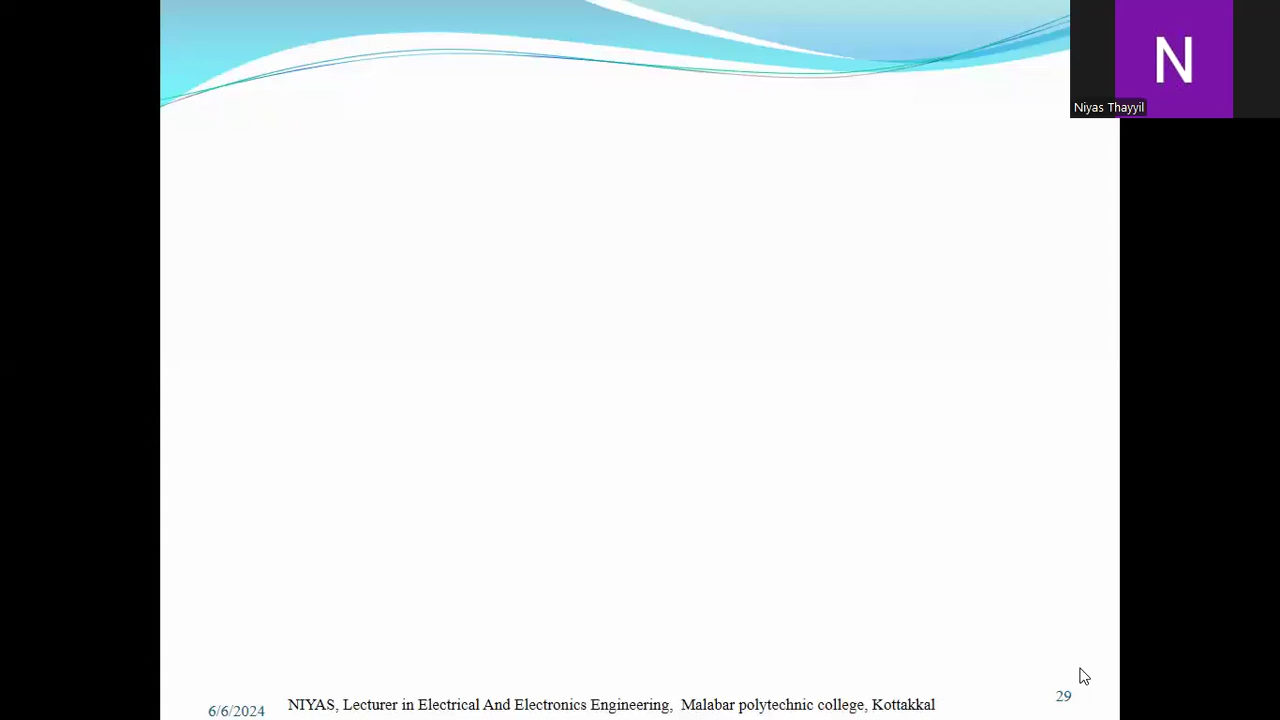 N
Niyas Thayyil
29
NIYAS, Lecturer in Electrical And Electronics Engineering, Malabar polytechnic college, Kottakkal
6/6/2024